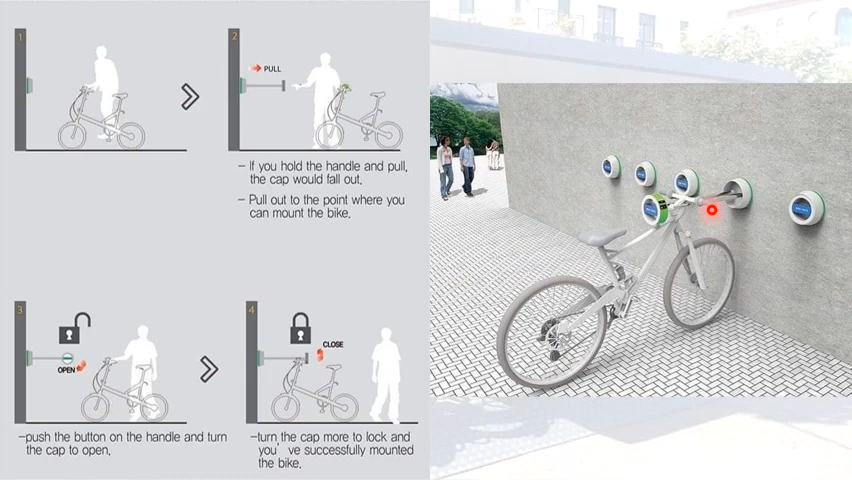 1
2
PULL
– If you hold the handle and pull,
the cap would fall out.
– Pull out to the point where you
can mount the bike.
3
OPEN
4
CLOSE
–push the button on the handle and turn
the cap to open.
–turn the cap more to lock and
you' ve successfully mounted
the bike.